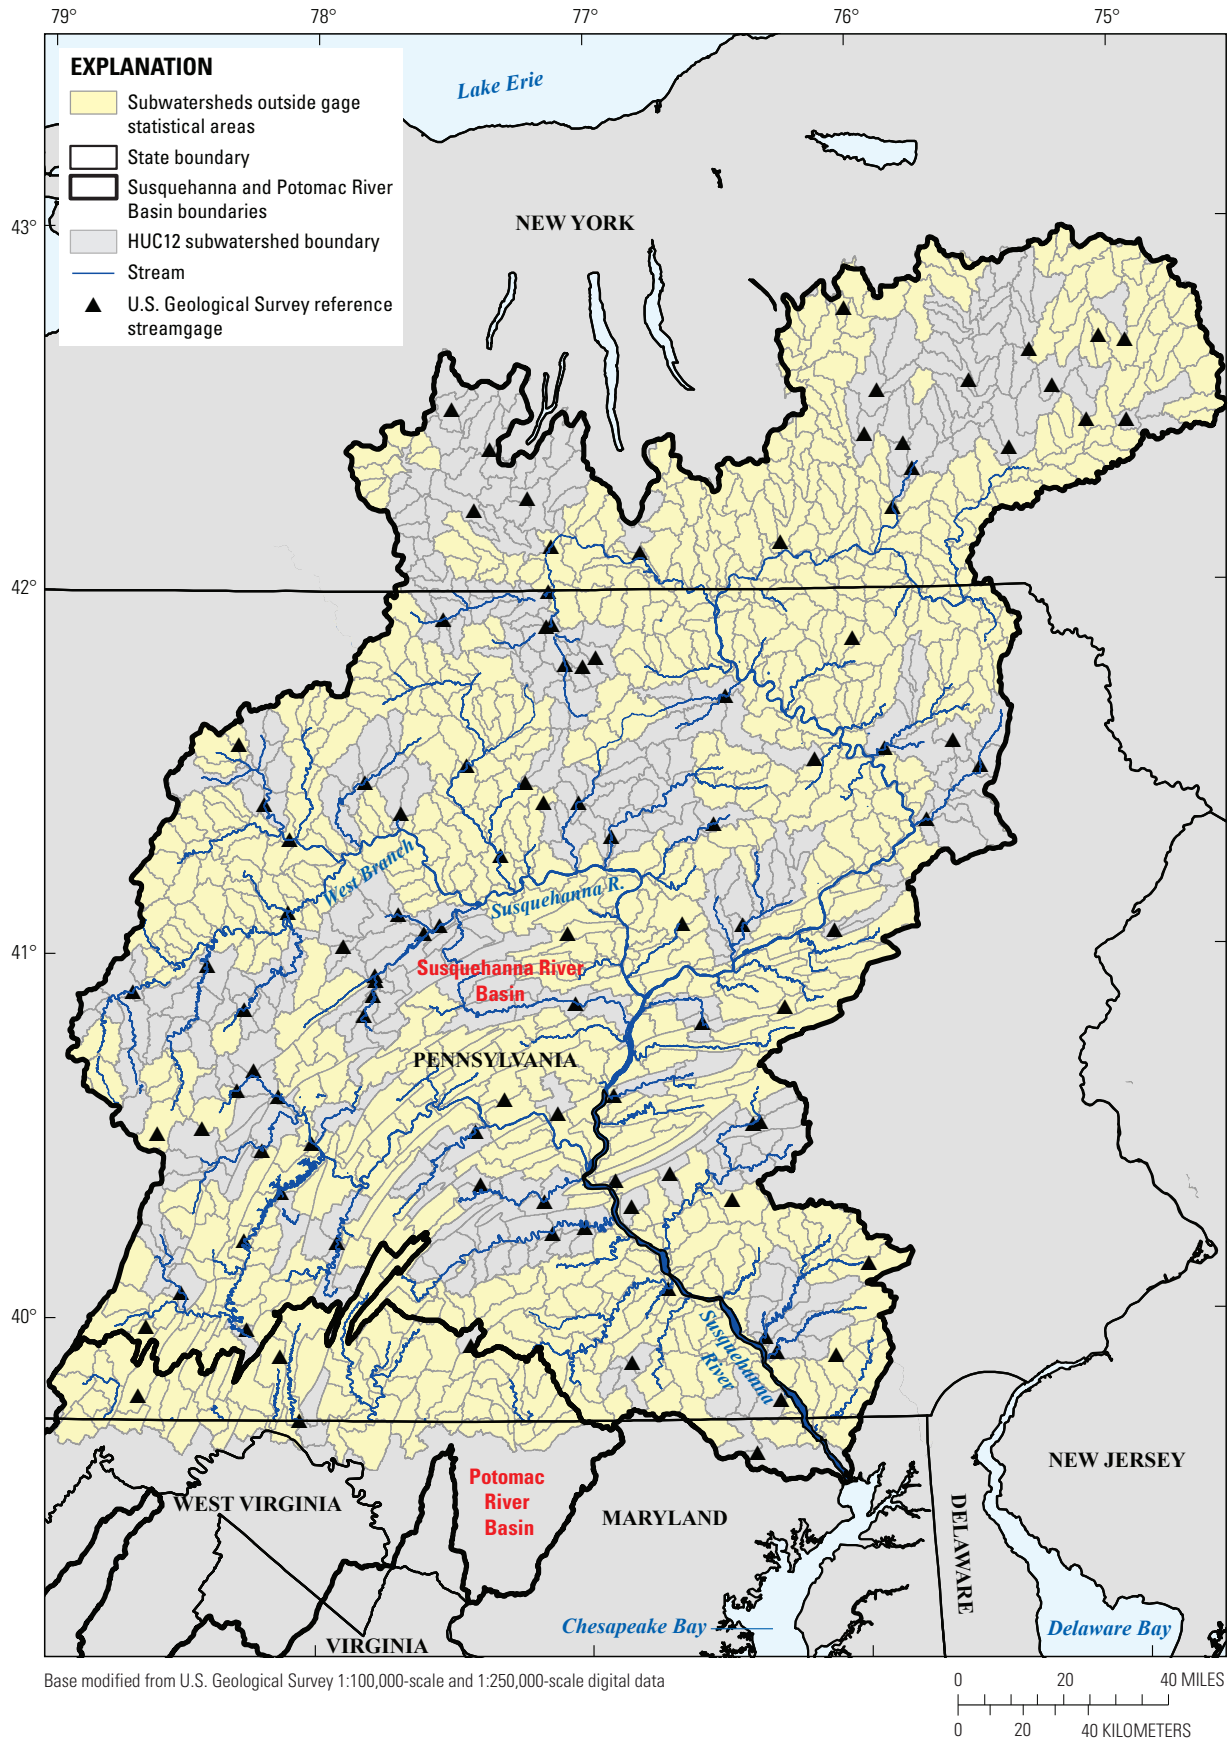 79°
78°
77°
76°
75°
EXPLANATION
Subwatersheds outside gage
statistical areas
State boundary
Susquehanna and Potomac River
Basin boundaries
HUC12 subwatershed boundary
Stream
U.S. Geological Survey reference
streamgage
Lake Erie
43°
NEW YORK
42°
West Branch
Susquehanna R.
41°
Susquehanna River
Basin
PENNSYLVANIA
40°
Susquehanna
River
Potomac
River
Basin
WEST VIRGINIA
MARYLAND
NEW JERSEY
DELAWARE
Chesapeake Bay
Delaware Bay
VIRGINIA
Base modified from U.S. Geological Survey 1:100,000-scale and 1:250,000-scale digital data
0 20 40 MILES
0 20 40 KILOMETERS